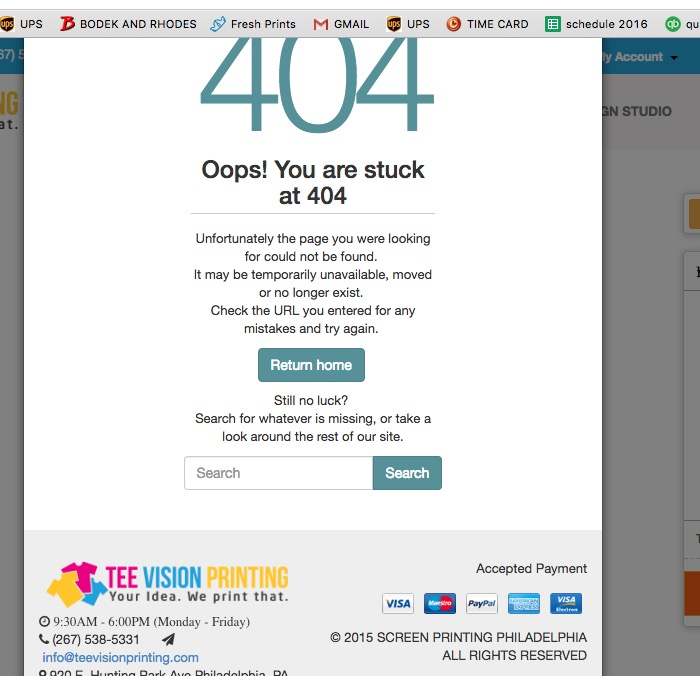 UPS BODEK AND RHODES Fresh Prints GMAIL UPS TIME CARD schedule 2016 qu
67) 5
My Account
404
NG
at.
GN STUDIO
Oops! You are stuck
at 404
Unfortunately the page you were looking
for could not be found.
It may be temporarily unavailable, moved
or no longer exist.
Check the URL you entered for any
mistakes and try again.
Return home
Still no luck?
Search for whatever is missing, or take a
look around the rest of our site.
Search Search
TEE VISION PRINTING
Your Idea. We print that.
9:30AM - 6:00PM (Monday - Friday)
(267) 538-5331
info@teevisionprinting.com
920 E. Hunting Park Ave Philadelphia, PA
Accepted Payment
VISA Maestro PayPal AMERICAN EXPRESS VISA Electron
© 2015 SCREEN PRINTING PHILADELPHIA
ALL RIGHTS RESERVED